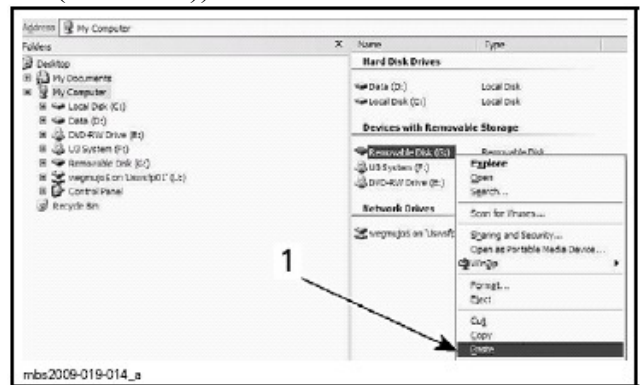 Address My Computer
Folders X
Desktop
My Documents
My Computer
Local Disk (C:)
Data (D:)
DVD-RW Drive (E:)
U3 System (F:)
Removable Disk (G:)
Control Panel
Recycle Bin
Name Type
Hard Disk Drives
Data (D:) Local Disk
Local Disk (C:) Local Disk
Devices with Removable Storage
Removable Disk (G:) Removable Disk
U3 System (F:)
DVD-RW Drive (E:)
Network Drives
Explore
Open
Search...
Scan for Viruses...
Sharing and Security...
Open as Portable Media Device...
WinZip
Format...
Eject
Cut
Copy
Paste
1
mbs2009-019-014_a